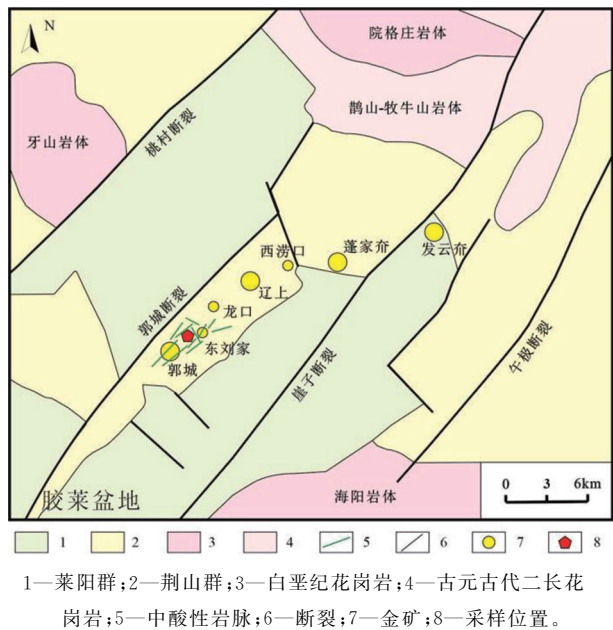 N
院格庄岩体
鹊山-牧牛山岩体
牙山岩体
桃村断裂
西涝口
蓬家夼
发云夼
辽上
郭城断裂
龙口
东刘家
郭城
崖子断裂
午极断裂
胶莱盆地
海阳岩体
0 3 6km
1 2 3 4 5 6 7 8
1—莱阳群;2—荆山群;3—白垩纪花岗岩;4—古元古代二长花
岗岩;5—中酸性岩脉;6—断裂;7—金矿;8—采样位置。